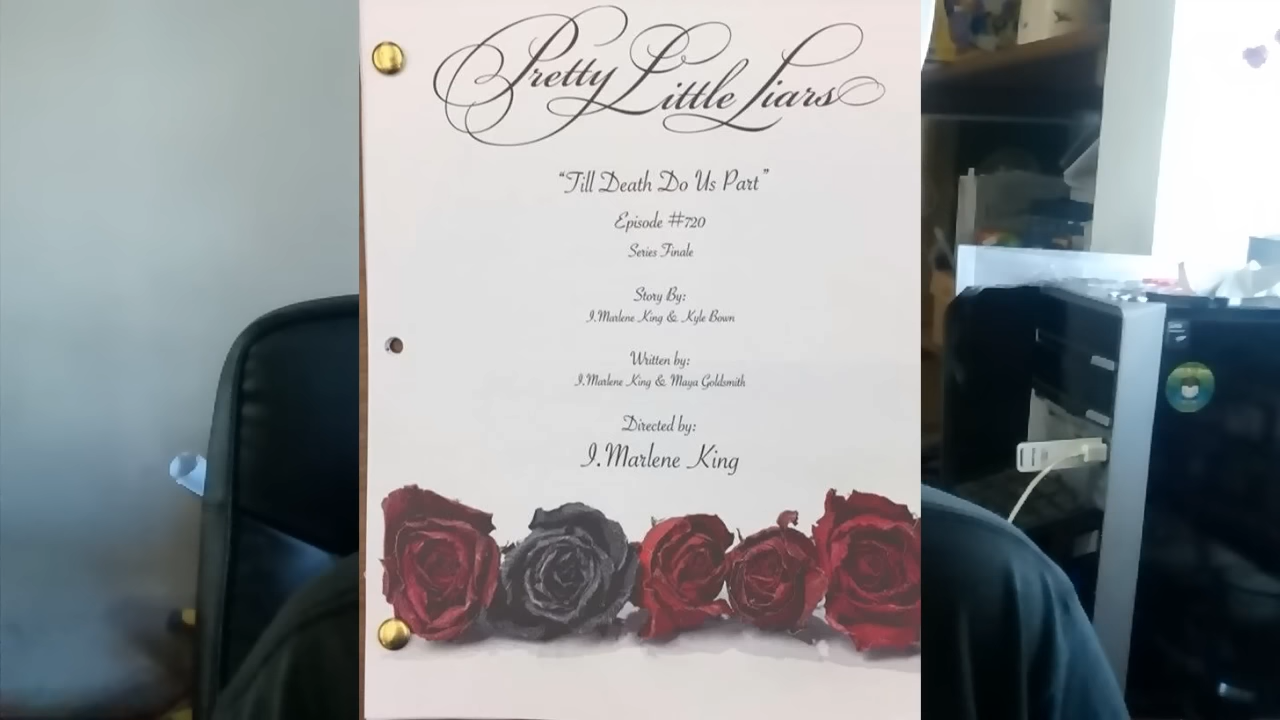 Pretty Little Liars
"Till Death Do Us Part"
Episode #720
Series Finale
Story By:
I.Marlene King & Kyle Bown
Written by:
I.Marlene King & Maya Goldsmith
Directed by:
I.Marlene King